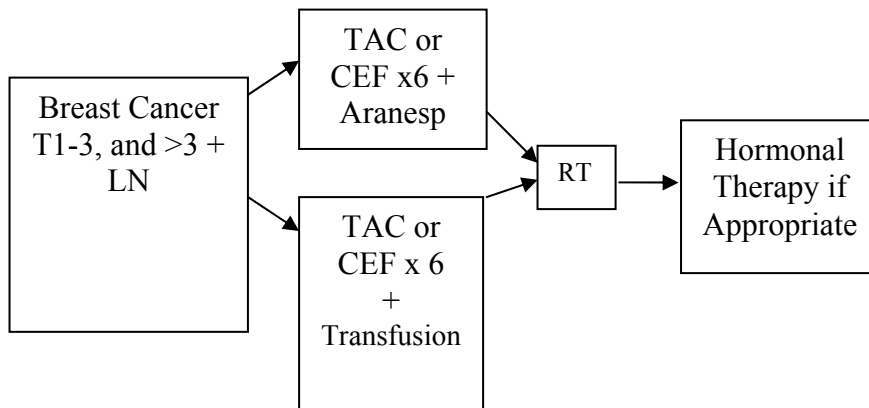 Breast Cancer
T1-3, and >3 +
LN
TAC or
CEF x6 +
Aranesp
TAC or
CEF x 6
+
Transfusion
RT
Hormonal
Therapy if
Appropriate